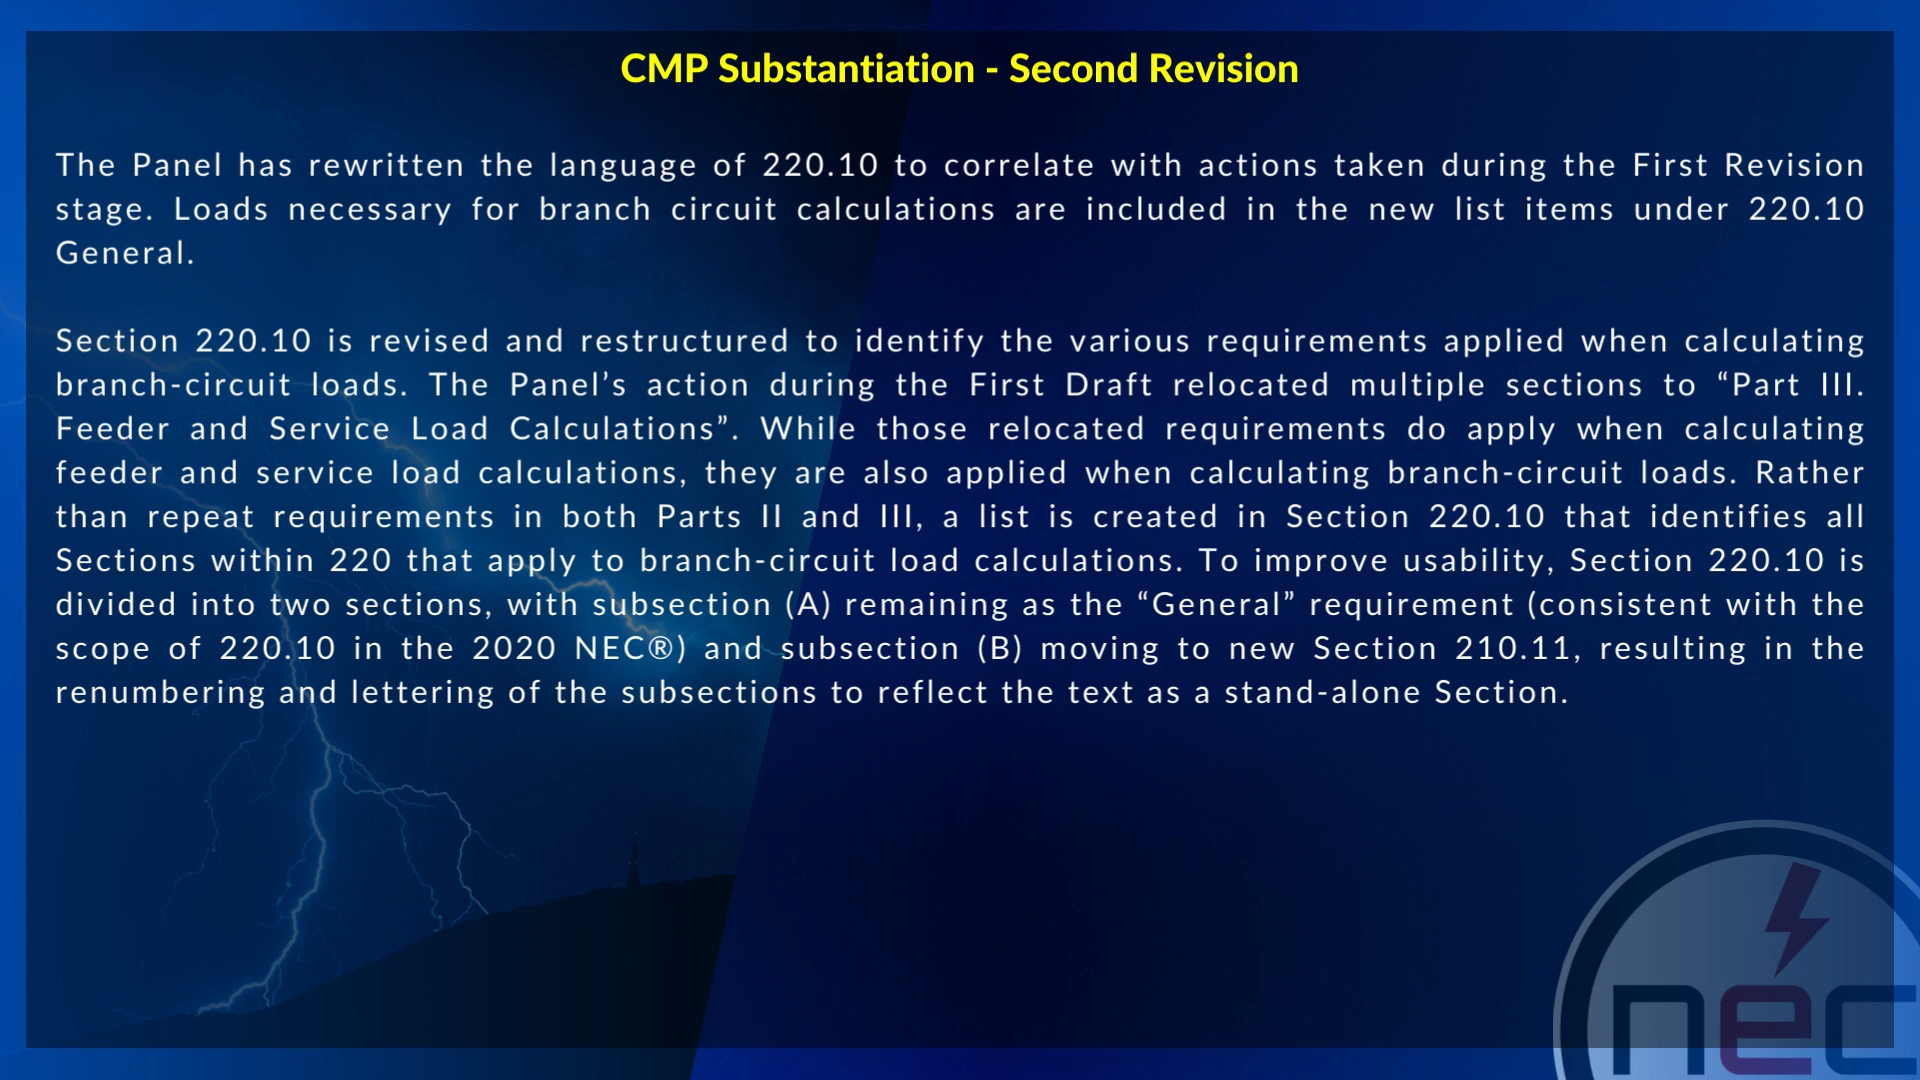 CMP Substantiation - Second Revision
The Panel has rewritten the language of 220.10 to correlate with actions taken during the First Revision
stage. Loads necessary for branch circuit calculations are included in the new list items under 220.10
General.
Section 220.10 is revised and restructured to identify the various requirements applied when calculating
branch-circuit loads. The Panel’s action during the First Draft relocated multiple sections to “Part III.
Feeder and Service Load Calculations”. While those relocated requirements do apply when calculating
feeder and service load calculations, they are also applied when calculating branch-circuit loads. Rather
than repeat requirements in both Parts II and III, a list is created in Section 220.10 that identifies all
Sections within 220 that apply to branch-circuit load calculations. To improve usability, Section 220.10 is
divided into two sections, with subsection (A) remaining as the “General” requirement (consistent with the
scope of 220.10 in the 2020 NEC®) and subsection (B) moving to new Section 210.11, resulting in the
renumbering and lettering of the subsections to reflect the text as a stand-alone Section.
nec